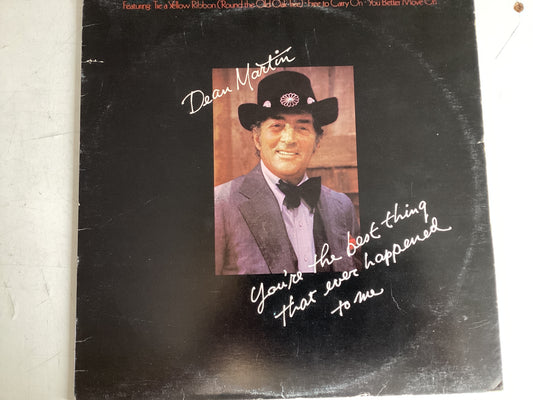 Featuring: Tie a Yellow Ribbon (Round the Old Oak Tree) · Free to Carry On · You Better Move On
Dean Martin
You're the best thing
that ever happened
to me